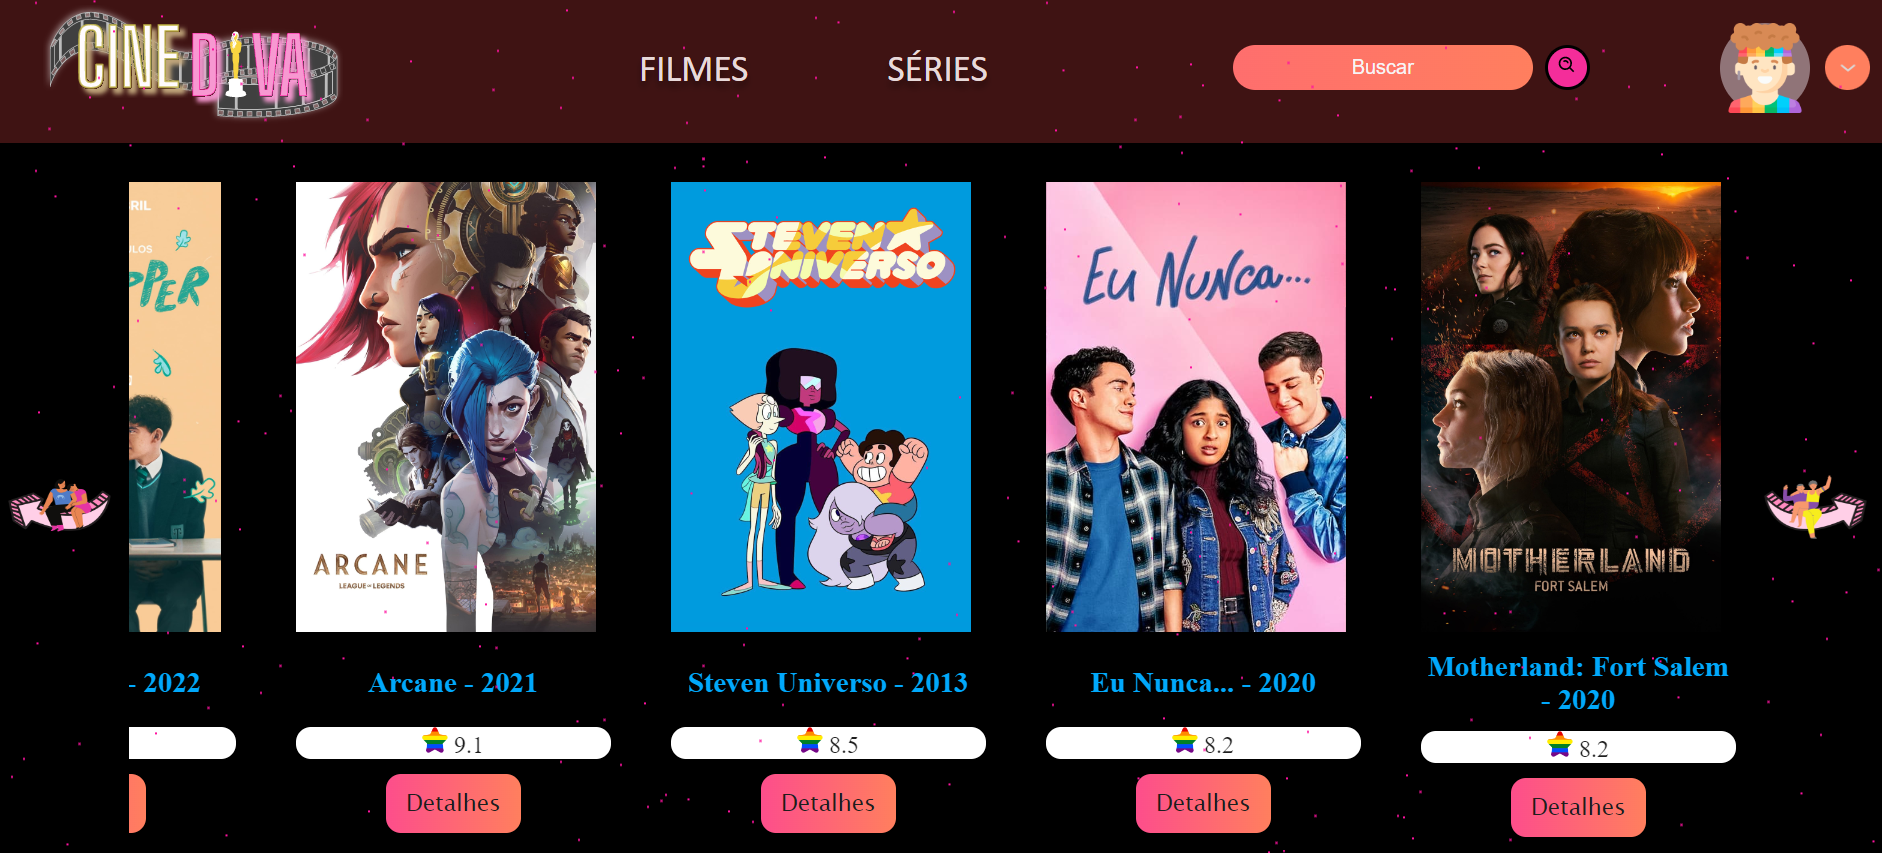 CINE DIVA
FILMES
SÉRIES
Buscar
RIL
LOS
PPER
ARCANE
LEAGUE OF LEGENDS
STEVEN
UNIVERSO
EU NUNCA...
MOTHERLAND
FORT SALEM
- 2022
Arcane - 2021
Steven Universo - 2013
Eu Nunca... - 2020
Motherland: Fort Salem
- 2020
9.1
8.5
8.2
8.2
Detalhes
Detalhes
Detalhes
Detalhes